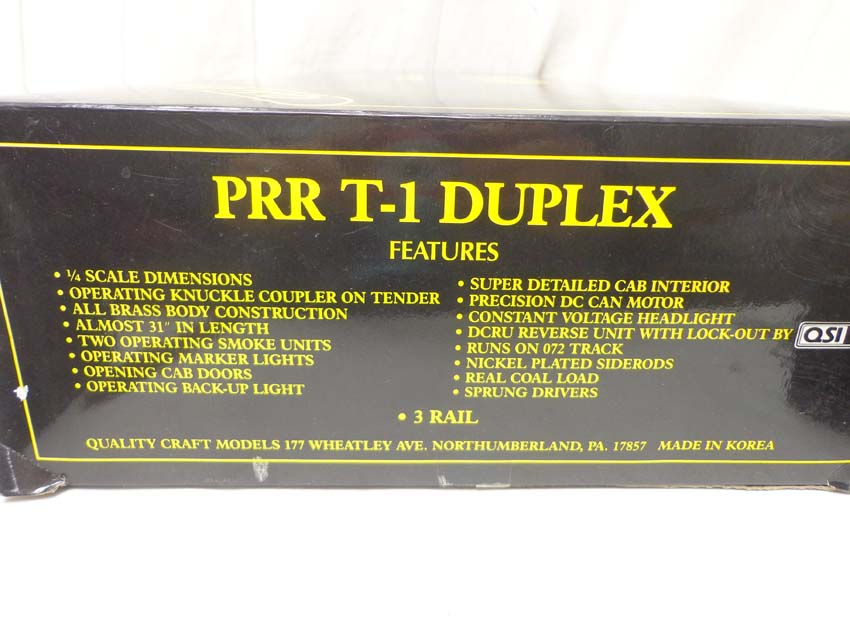 PRR T-1 DUPLEX
FEATURES
• ¼ SCALE DIMENSIONS
• OPERATING KNUCKLE COUPLER ON TENDER
• ALL BRASS BODY CONSTRUCTION
• ALMOST 31" IN LENGTH
• TWO OPERATING SMOKE UNITS
• OPERATING MARKER LIGHTS
• OPENING CAB DOORS
• OPERATING BACK-UP LIGHT
• SUPER DETAILED CAB INTERIOR
• PRECISION DC CAN MOTOR
• CONSTANT VOLTAGE HEADLIGHT
• DCRU REVERSE UNIT WITH LOCK-OUT BY QSI
• RUNS ON 072 TRACK
• NICKEL PLATED SIDERODS
• REAL COAL LOAD
• SPRUNG DRIVERS
• 3 RAIL
QUALITY CRAFT MODELS 177 WHEATLEY AVE. NORTHUMBERLAND, PA. 17857 MADE IN KOREA